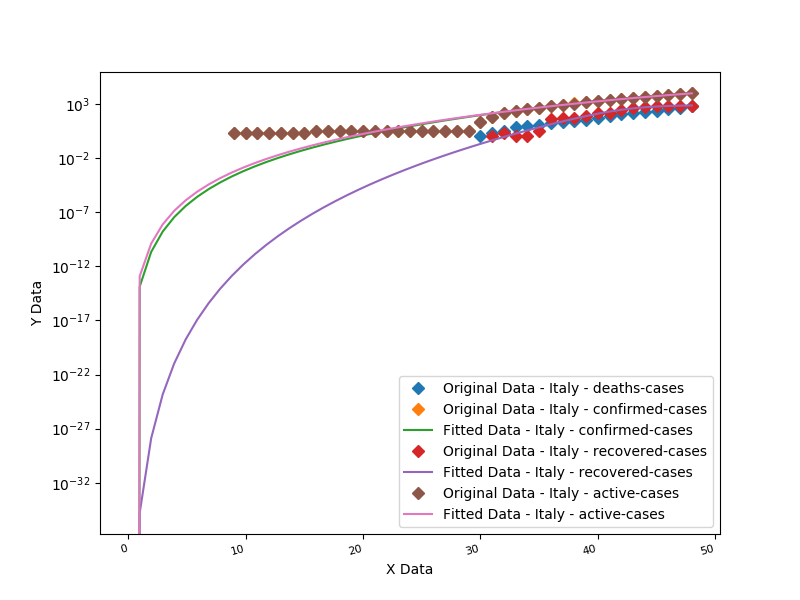 Y Data
10^3
10^-2
10^-7
10^-12
10^-17
10^-22
10^-27
10^-32
Original Data - Italy - deaths-cases
Original Data - Italy - confirmed-cases
Fitted Data - Italy - confirmed-cases
Original Data - Italy - recovered-cases
Fitted Data - Italy - recovered-cases
Original Data - Italy - active-cases
Fitted Data - Italy - active-cases
0 10 20 30 40 50
X Data